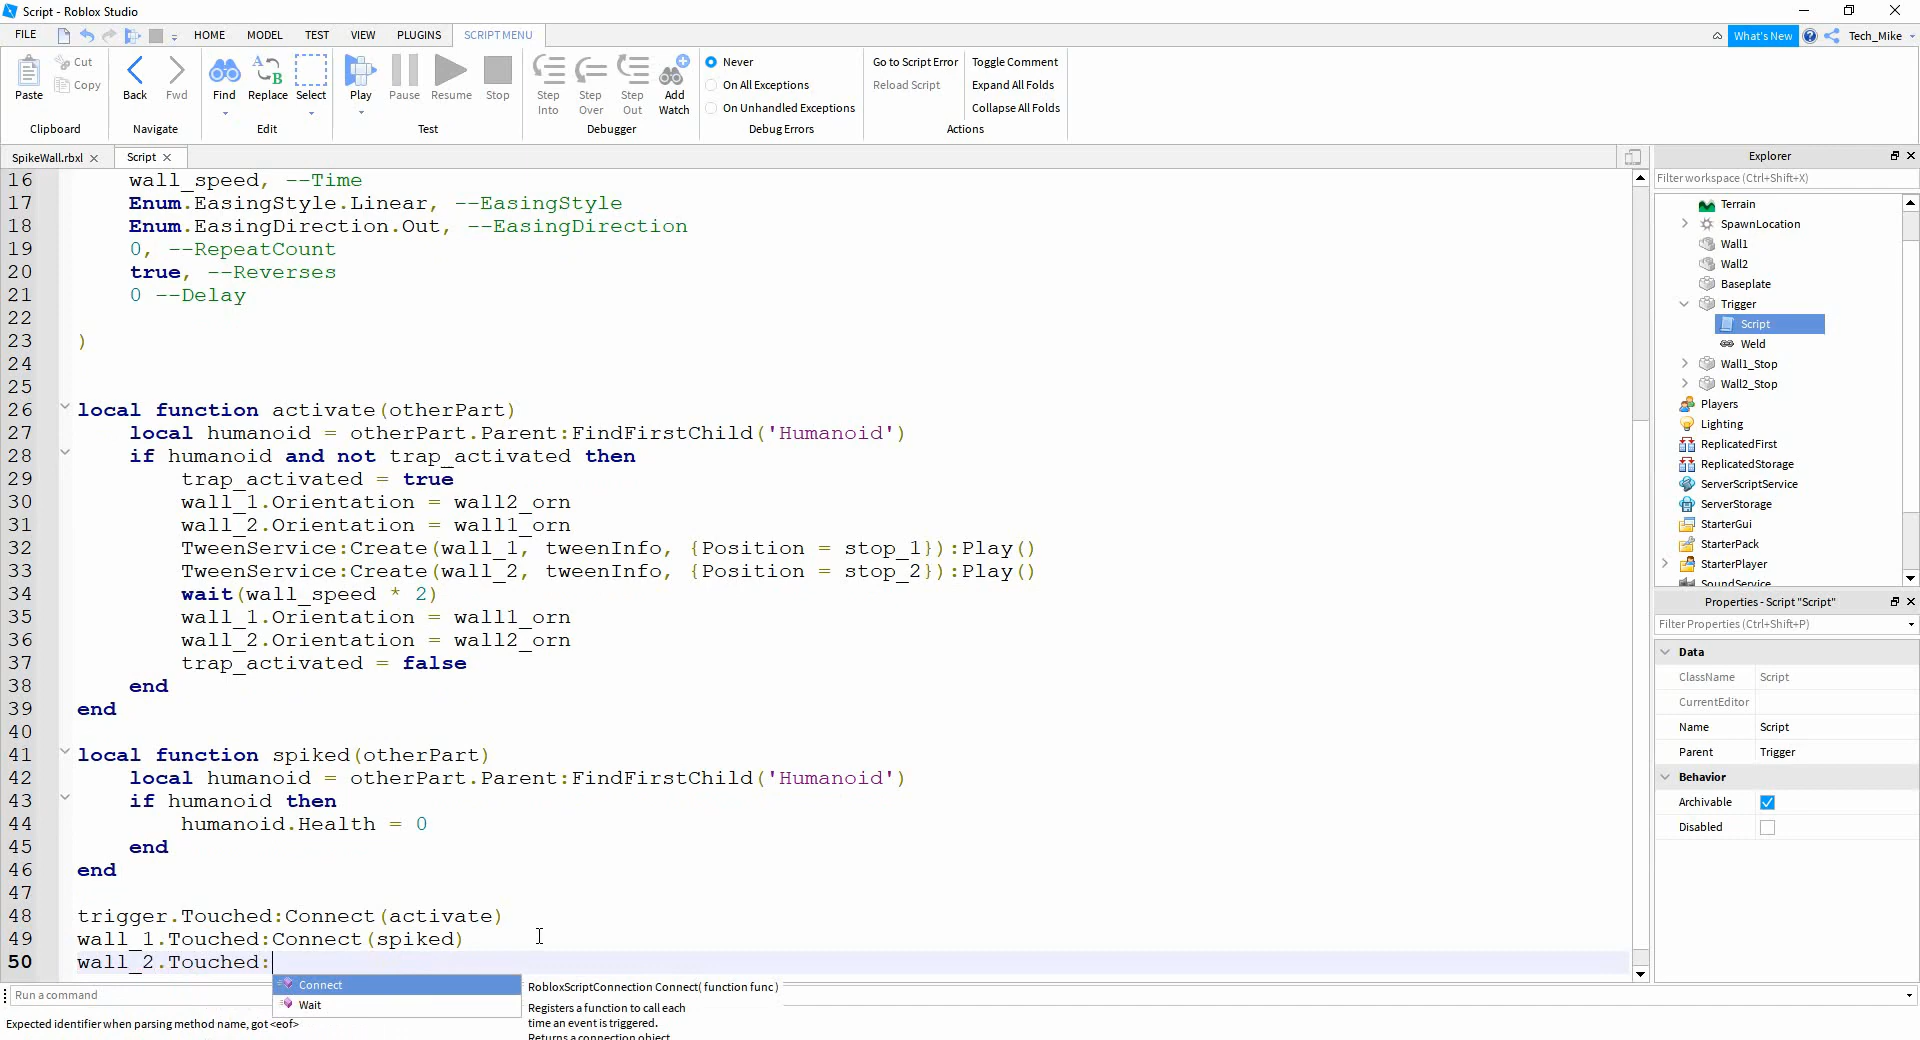 Script - Roblox Studio
FILE HOME MODEL TEST VIEW PLUGINS SCRIPT MENU What's New Tech_Mike
Paste Cut Copy Clipboard
Back Fwd Navigate
Find Replace Select Edit
Play Pause Resume Stop Test
Step Into Step Over Step Out Add Watch Debugger
Never
On All Exceptions
On Unhandled Exceptions
Debug Errors
Go to Script Error Toggle Comment
Reload Script Expand All Folds
Collapse All Folds
Actions
SpikeWall.rbxl Script
16 wall_speed, --Time
17 Enum.EasingStyle.Linear, --EasingStyle
18 Enum.EasingDirection.Out, --EasingDirection
19 0, --RepeatCount
20 true, --Reverses
21 0 --Delay
22
23 )
24
25
26 local function activate(otherPart)
27 local humanoid = otherPart.Parent:FindFirstChild('Humanoid')
28 if humanoid and not trap_activated then
29 trap_activated = true
30 wall_1.Orientation = wall2_orn
31 wall_2.Orientation = wall1_orn
32 TweenService:Create(wall_1, tweenInfo, {Position = stop_1}):Play()
33 TweenService:Create(wall_2, tweenInfo, {Position = stop_2}):Play()
34 wait(wall_speed * 2)
35 wall_1.Orientation = wall1_orn
36 wall_2.Orientation = wall2_orn
37 trap_activated = false
38 end
39 end
40
41 local function spiked(otherPart)
42 local humanoid = otherPart.Parent:FindFirstChild('Humanoid')
43 if humanoid then
44 humanoid.Health = 0
45 end
46 end
47
48 trigger.Touched:Connect(activate)
49 wall_1.Touched:Connect(spiked)
50 wall_2.Touched:
Connect
Wait
RobloxScriptConnection Connect( function func )
Registers a function to call each
time an event is triggered.
Returns a connection object
Run a command
Expected identifier when parsing method name, got <eof>
Explorer
Filter workspace (Ctrl+Shift+X)
Terrain
SpawnLocation
Wall1
Wall2
Baseplate
Trigger
Script
Weld
Wall1_Stop
Wall2_Stop
Players
Lighting
ReplicatedFirst
ReplicatedStorage
ServerScriptService
ServerStorage
StarterGui
StarterPack
StarterPlayer
SoundService
Properties - Script "Script"
Filter Properties (Ctrl+Shift+P)
Data
ClassName Script
CurrentEditor
Name Script
Parent Trigger
Behavior
Archivable
Disabled